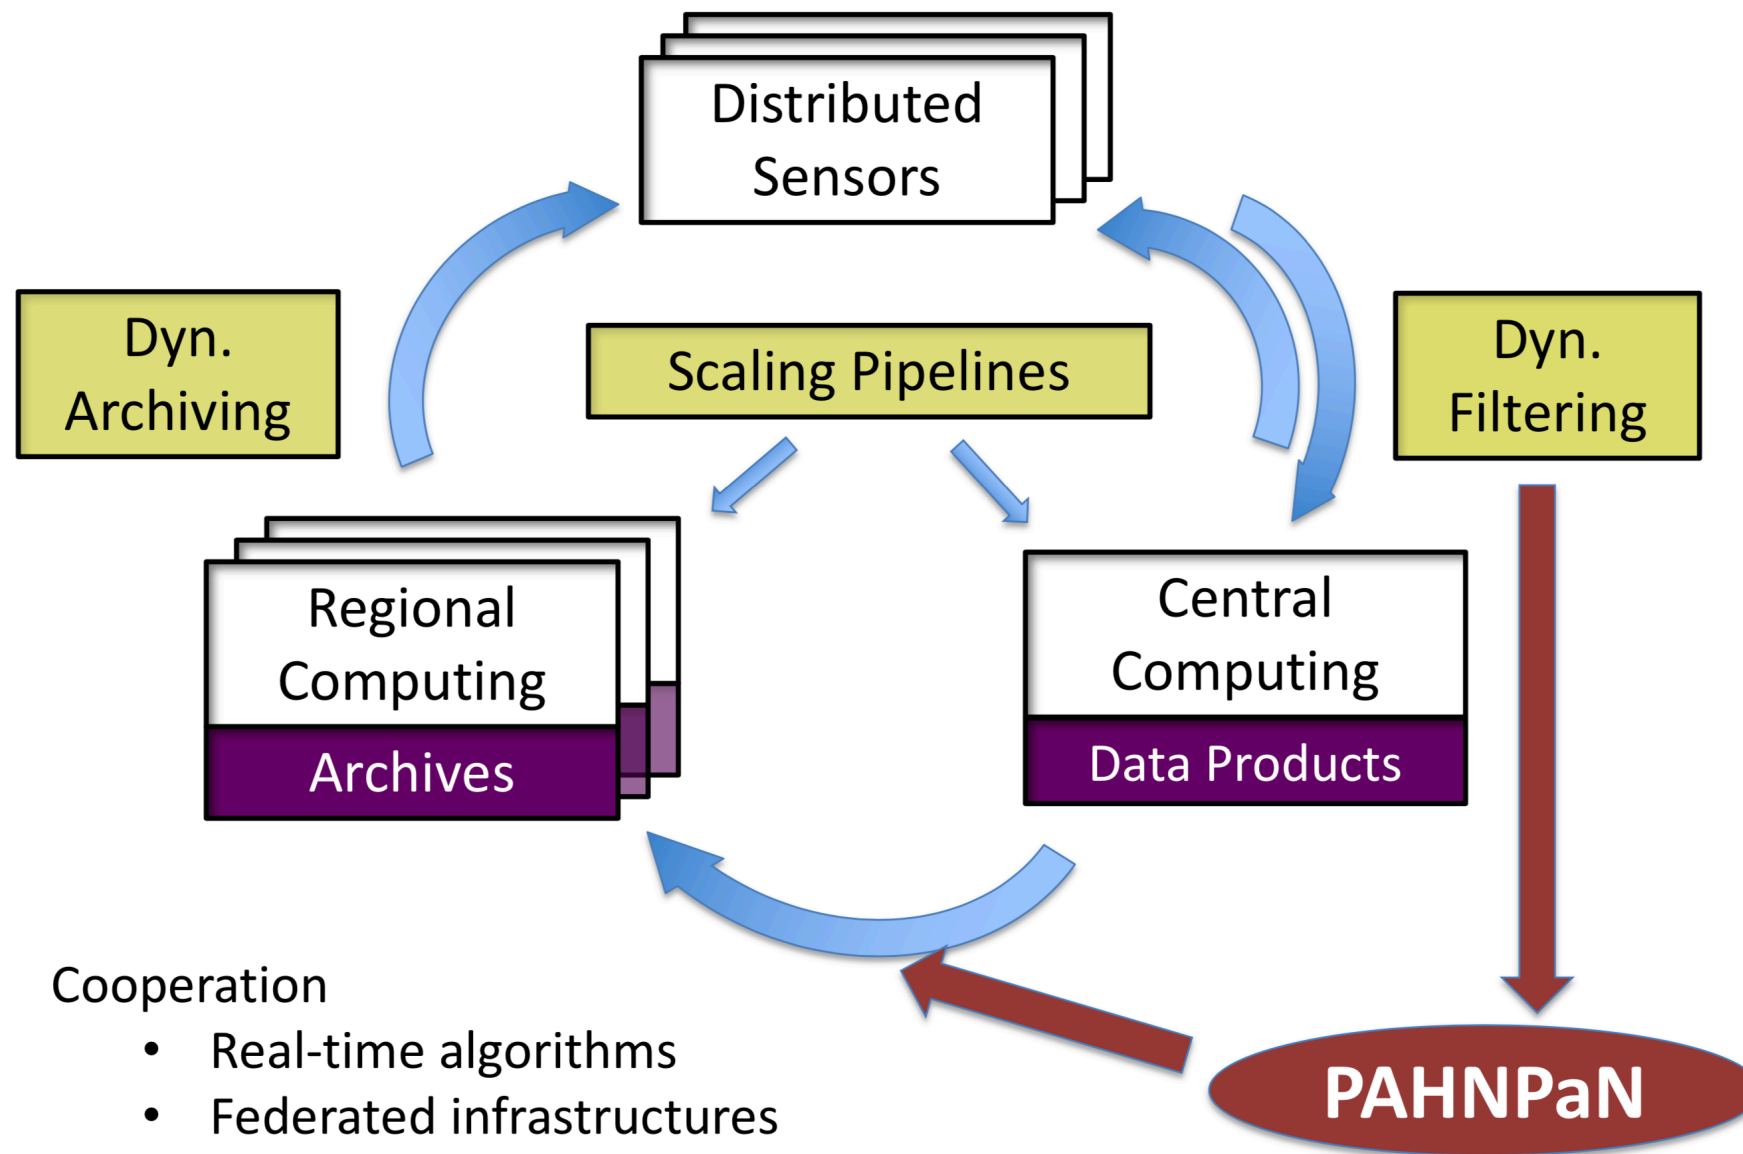 Distributed
Sensors
Dyn.
Archiving
Scaling Pipelines
Dyn.
Filtering
Regional
Computing
Archives
Central
Computing
Data Products
Cooperation
• Real-time algorithms
• Federated infrastructures
PAHNPaN